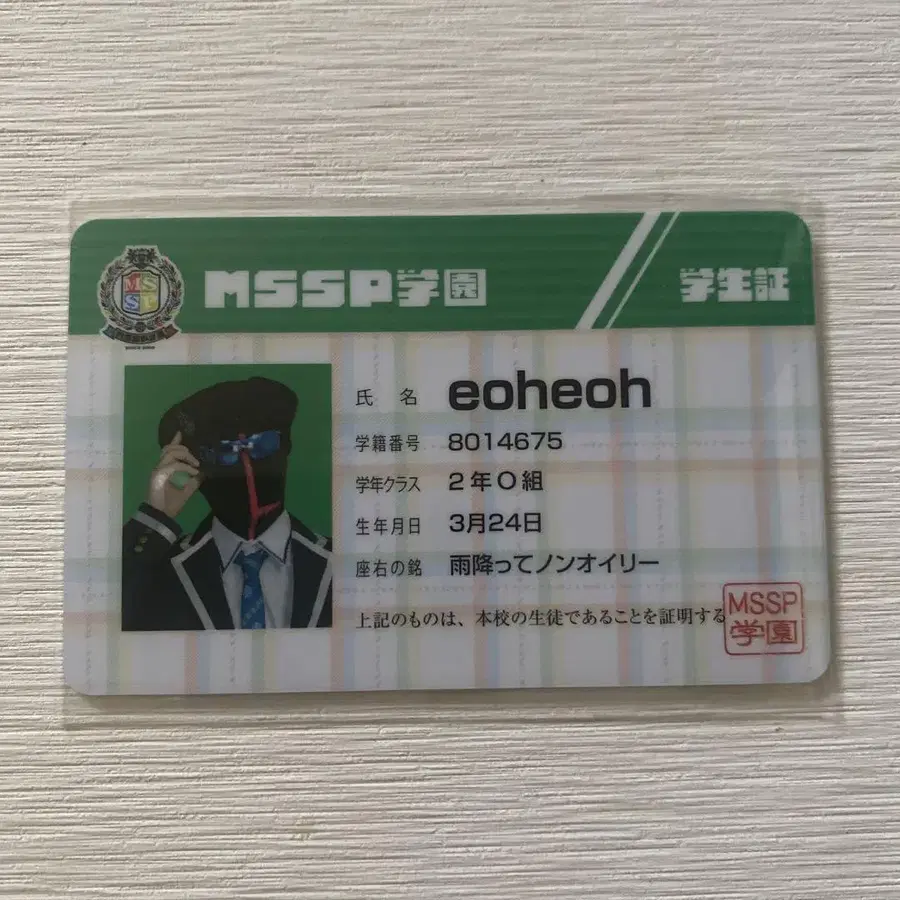 MSSP学園
学生証
MS
SP
氏名 eoheoh
学籍番号 8014675
学年クラス 2年O組
生年月日 3月24日
座右の銘 雨降ってノンオイリー
上記のものは、本校の生徒であることを証明する
MSSP
学園